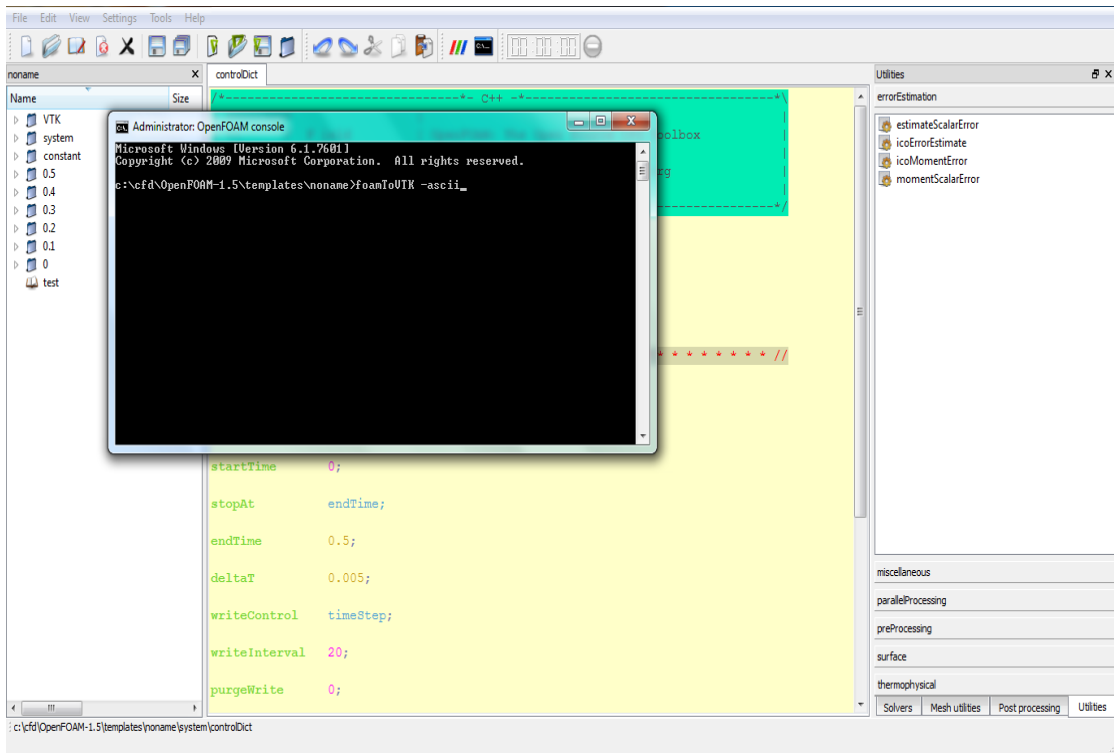 File Edit View Settings Tools Help
noname
Name Size
VTK
system
constant
0.5
0.4
0.3
0.2
0.1
0
test
controlDict
/*---------------------------------*- C++ -*-----------------------------------*\
olbox
rg
-----------------*/
* * * * * * * * //
startTime 0;
stopAt endTime;
endTime 0.5;
deltaT 0.005;
writeControl timeStep;
writeInterval 20;
purgeWrite 0;
Administrator: OpenFOAM console
Microsoft Windows [Version 6.1.7601]
Copyright (c) 2009 Microsoft Corporation. All rights reserved.
c:\cfd\OpenFOAM-1.5\templates\noname>foamToVTK -ascii_
Utilities
errorEstimation
estimateScalarError
icoErrorEstimate
icoMomentError
momentScalarError
miscellaneous
parallelProcessing
preProcessing
surface
thermophysical
Solvers Mesh utilities Post processing Utilities
c:\cfd\OpenFOAM-1.5\templates\noname\system\controlDict